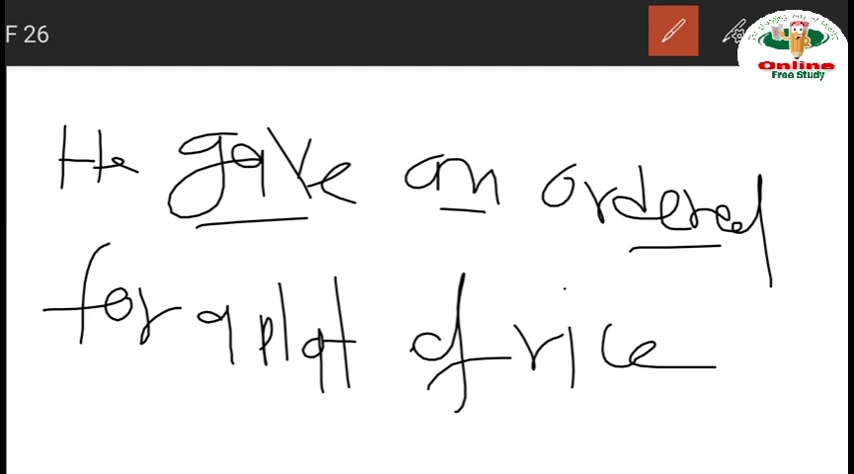 F 26
Online
Free Study
He gave an ordered
for a plat of rice